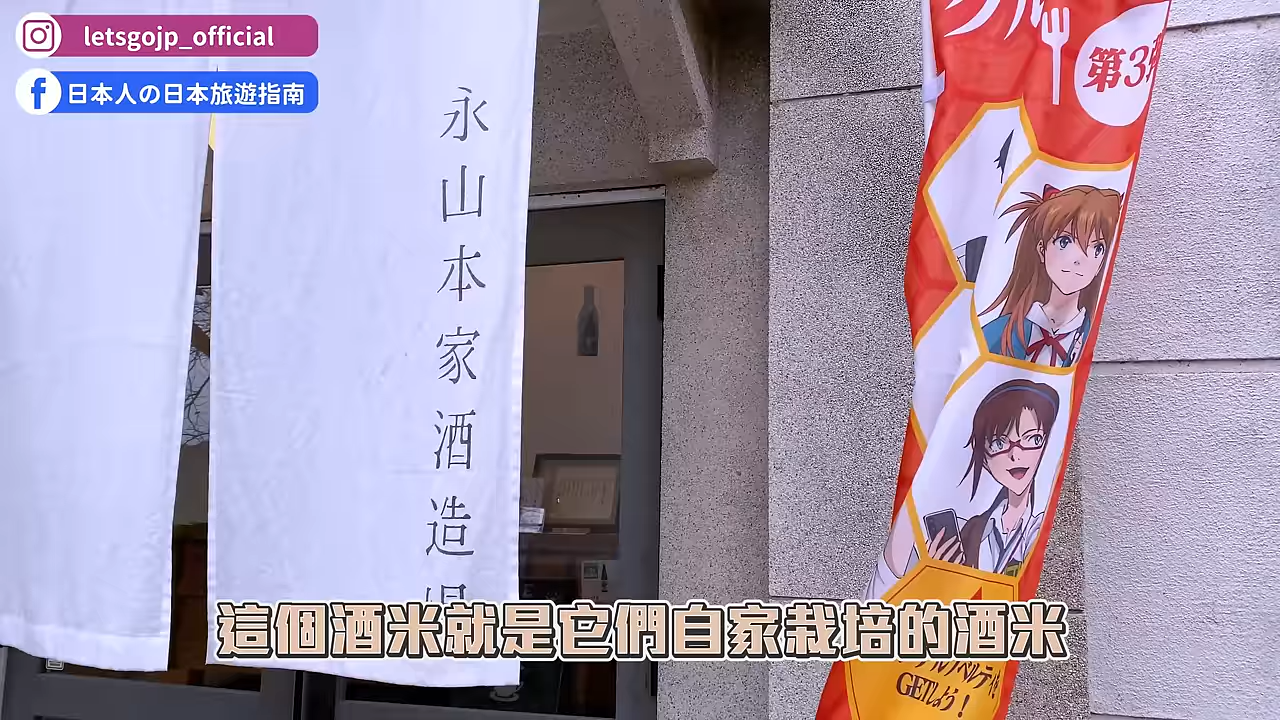 letsgojp_official
日本人の日本旅遊指南
永山本家酒造場
第3弾
GETしよう!
這個酒米就是它們自家栽培的酒米